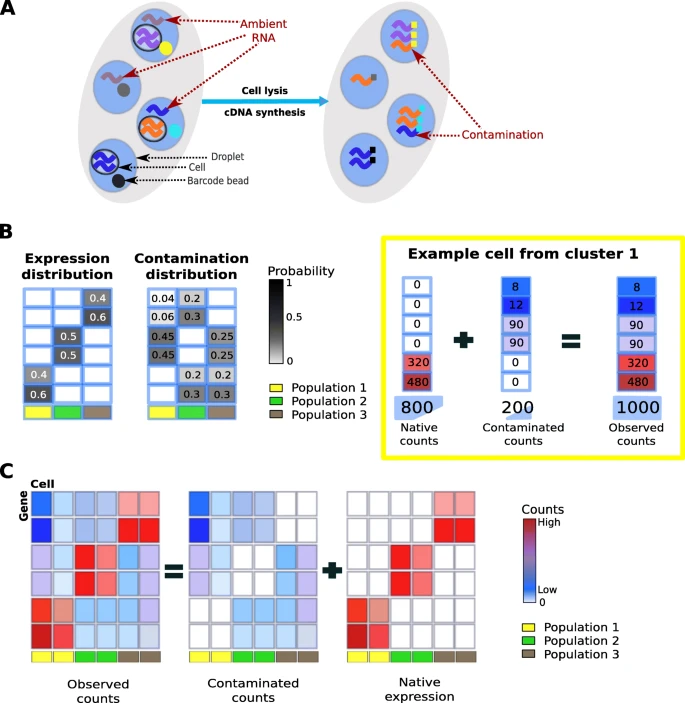 A
Ambient
RNA
Cell lysis
cDNA synthesis
Contamination
Droplet
Cell
Barcode bead
B
Expression
distribution
Contamination
distribution
0.4
0.6
0.5
0.5
0.4
0.6
0.04 0.2
0.06 0.3
0.45 0.25
0.45 0.25
0.2 0.2
0.3 0.3
Probability
1
0.5
0
Population 1
Population 2
Population 3
Example cell from cluster 1
0 8 8
0 12 12
0 90 90
0 90 90
320 0 320
480 0 480
800 + 200 = 1000
Native
counts
Contaminated
counts
Observed
counts
C
Cell
Gene
= +
Counts
High
Low
0
Population 1
Population 2
Population 3
Observed
counts
Contaminated
counts
Native
expression